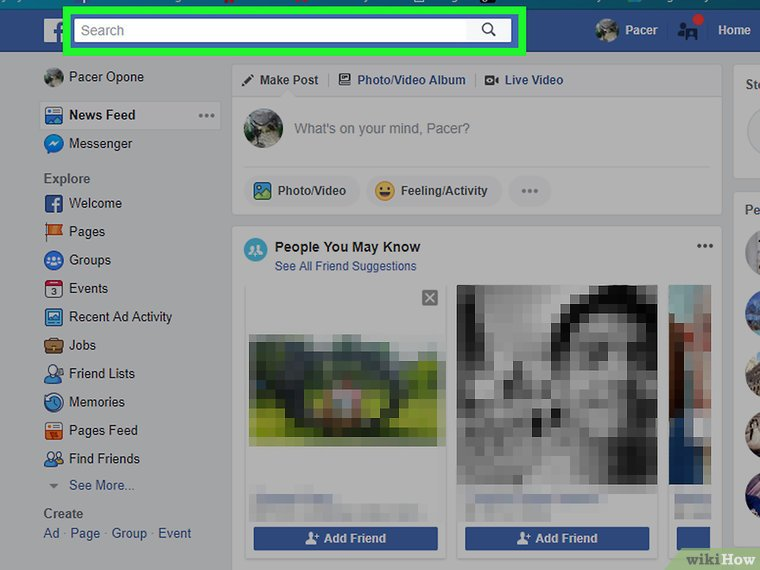 f Search Pacer Home
Pacer Opone
News Feed
Messenger
Explore
Welcome
Pages
Groups
3 Events
Recent Ad Activity
Jobs
Friend Lists
Memories
Pages Feed
Find Friends
See More...
Create
Ad · Page · Group · Event
Make Post Photo/Video Album Live Video
What's on your mind, Pacer?
Photo/Video Feeling/Activity
People You May Know
See All Friend Suggestions
Add Friend Add Friend
Sto
Pe
wikiHow